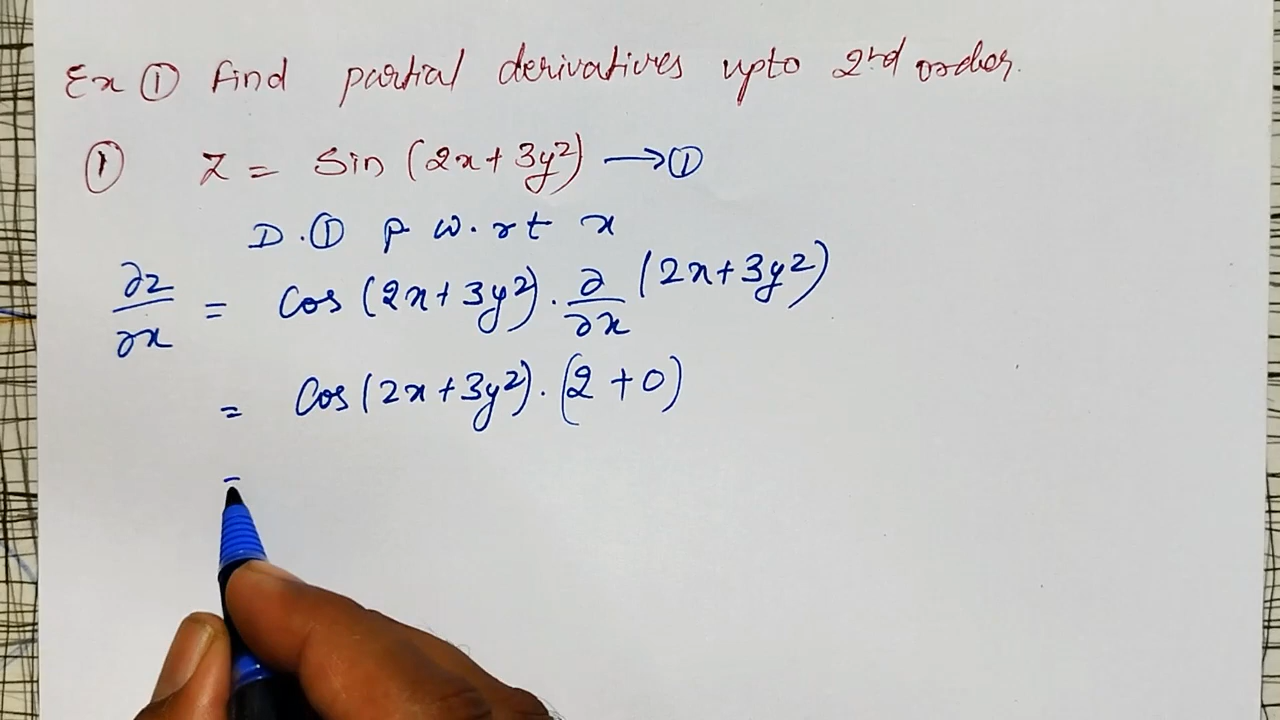 Ex ① Find partial derivatives upto 2nd order.
① z = Sin (2x + 3y²) → ①
D.① p w.r.t x
∂z/∂x = Cos (2x + 3y²) . ∂/∂x (2x + 3y²)
= Cos (2x + 3y²) . (2 + 0)
=